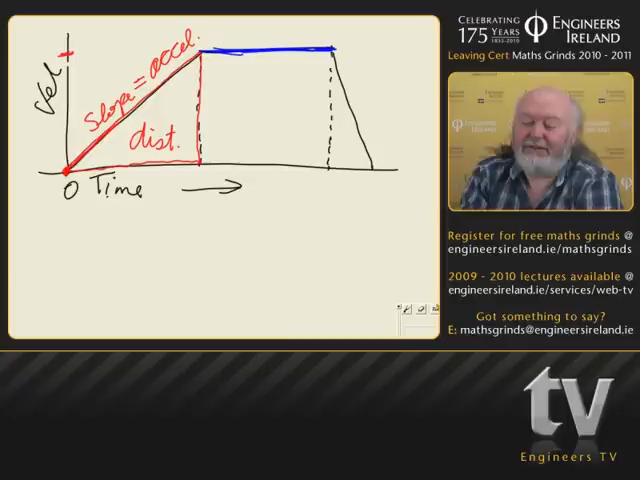 CELEBRATING
175 YEARS
1835-2010
ENGINEERS
IRELAND
Leaving Cert Maths Grinds 2010 - 2011
Vel
Slope = accel.
dist.
0 Time
Register for free maths grinds @
engineersireland.ie/mathsgrinds
2009 - 2010 lectures available @
engineersireland.ie/services/web-tv
Got something to say?
E: mathsgrinds@engineersireland.ie
tv
Engineers TV